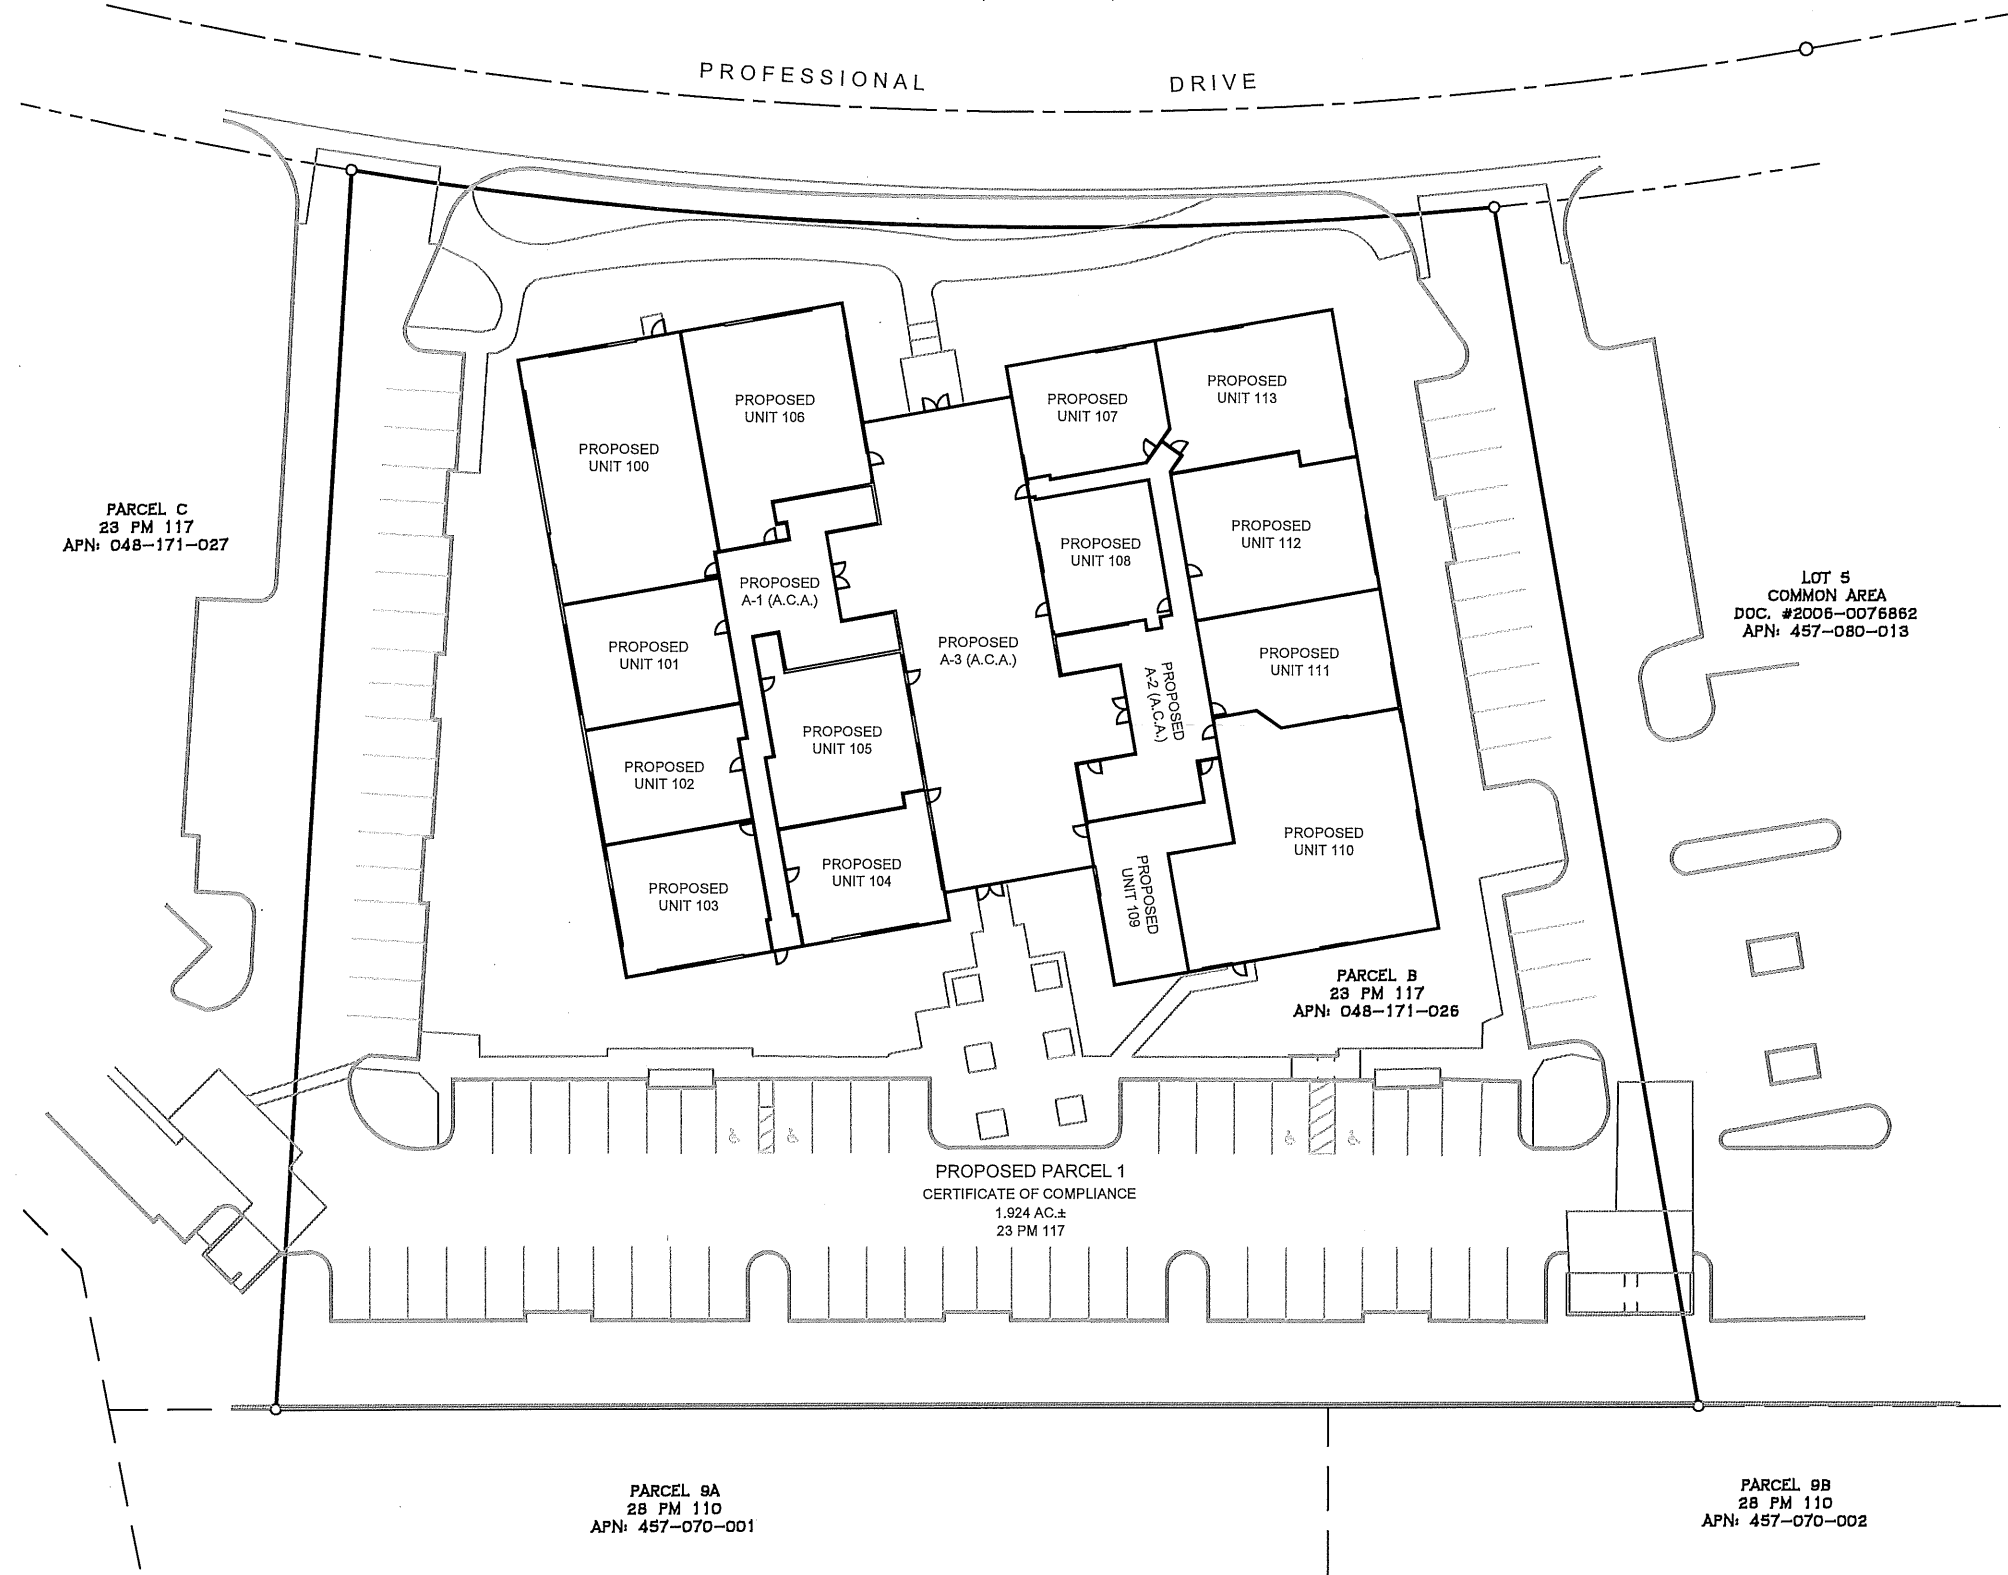 PROFESSIONAL DRIVE
PROPOSED
UNIT 106
PROPOSED
UNIT 107
PROPOSED
UNIT 113
PROPOSED
UNIT 100
PARCEL C
23 PM 117
APN: 048-171-027
PROPOSED
UNIT 112
PROPOSED
UNIT 108
PROPOSED
A-1 (A.C.A.)
LOT 5
COMMON AREA
DOC. #2006-0076862
APN: 457-080-013
PROPOSED
UNIT 101
PROPOSED
A-3 (A.C.A.)
PROPOSED
A-2 (A.C.A.)
PROPOSED
UNIT 111
PROPOSED
UNIT 105
PROPOSED
UNIT 102
PROPOSED
UNIT 110
PROPOSED
UNIT 104
PROPOSED
UNIT 103
PROPOSED
UNIT 109
PARCEL B
23 PM 117
APN: 048-171-026
PROPOSED PARCEL 1
CERTIFICATE OF COMPLIANCE
1.924 AC.±
23 PM 117
PARCEL 9A
28 PM 110
APN: 457-070-001
PARCEL 9B
28 PM 110
APN: 457-070-002